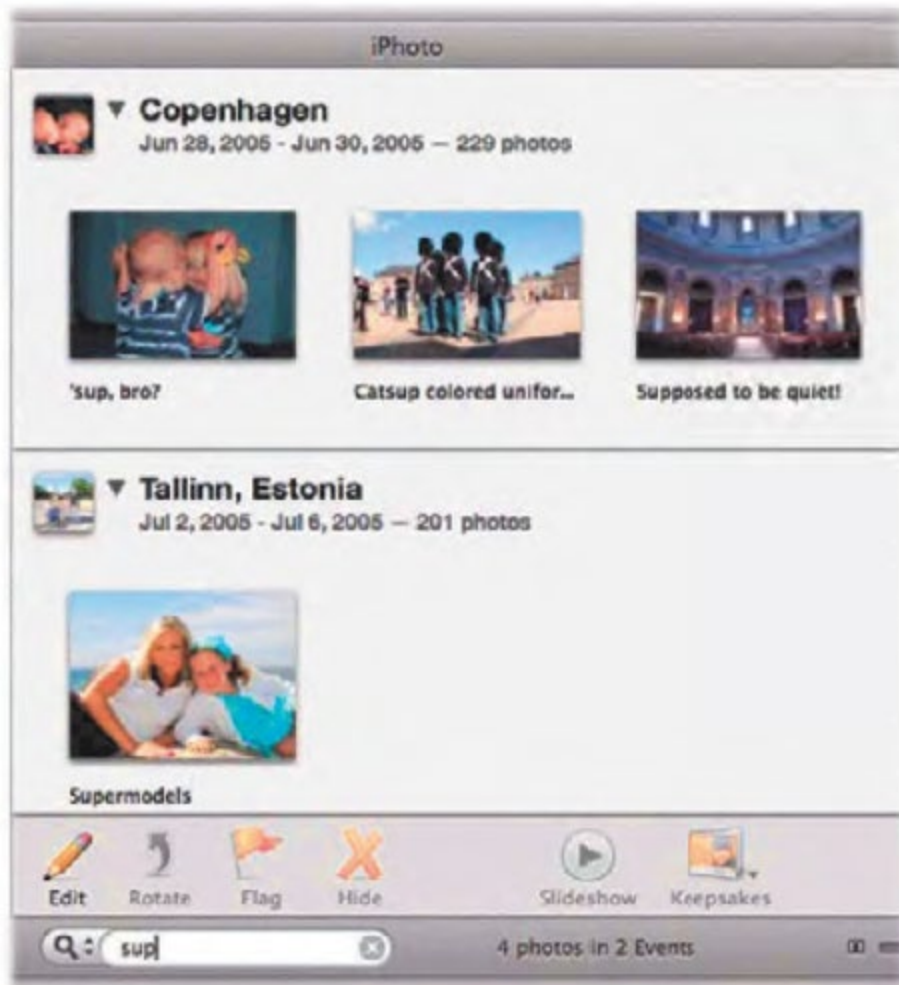 iPhoto
Copenhagen
Jun 28, 2005 - Jun 30, 2005 — 229 photos
'sup, bro?
Catsup colored unifor...
Supposed to be quiet!
Tallinn, Estonia
Jul 2, 2005 - Jul 6, 2005 — 201 photos
Supermodels
Edit Rotate Flag Hide Slideshow Keepsakes
sup 4 photos in 2 Events